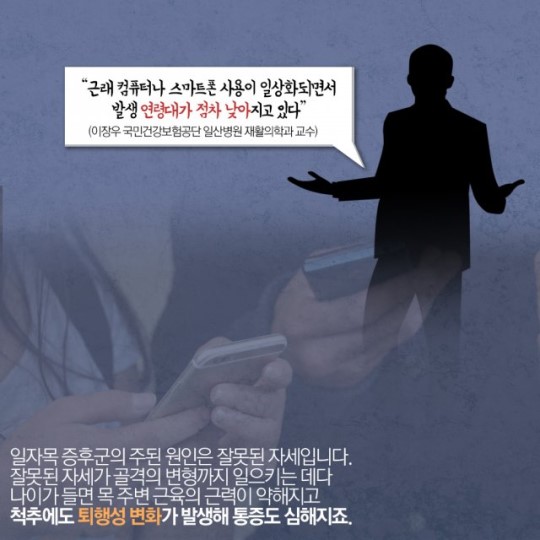 “근래 컴퓨터나 스마트폰 사용이 일상화되면서
발생 연령대가 점차 낮아지고 있다”
(이장우 국민건강보험공단 일산병원 재활의학과 교수)
일자목 증후군의 주된 원인은 잘못된 자세입니다.
잘못된 자세가 골격의 변형까지 일으키는 데다
나이가 들면 목 주변 근육의 근력이 약해지고
척추에도 퇴행성 변화가 발생해 통증도 심해지죠.